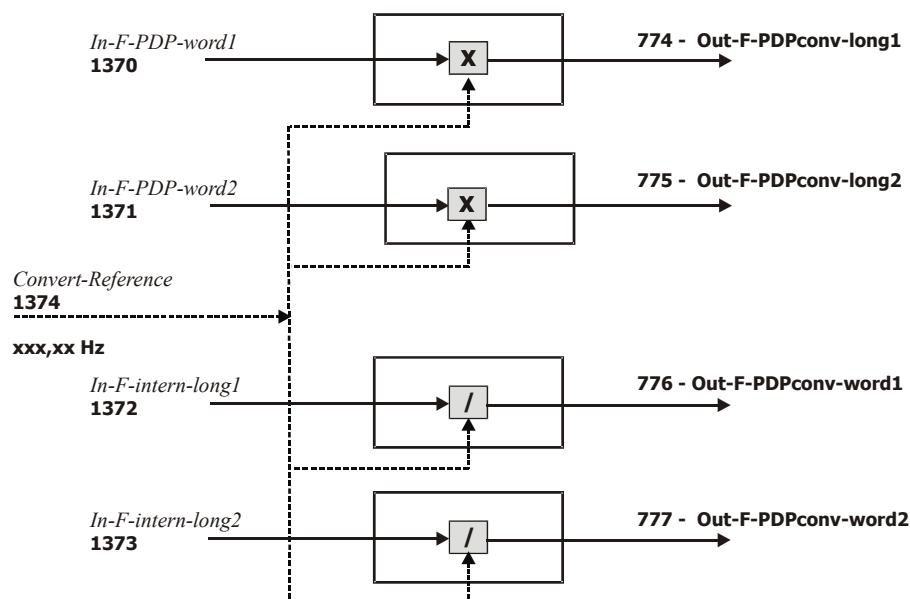 In-F-PDP-word1
1370
X
774 - Out-F-PDPconv-long1
In-F-PDP-word2
1371
X
775 - Out-F-PDPconv-long2
Convert-Reference
1374
xxx,xx Hz
In-F-intern-long1
1372
/
776 - Out-F-PDPconv-word1
In-F-intern-long2
1373
/
777 - Out-F-PDPconv-word2